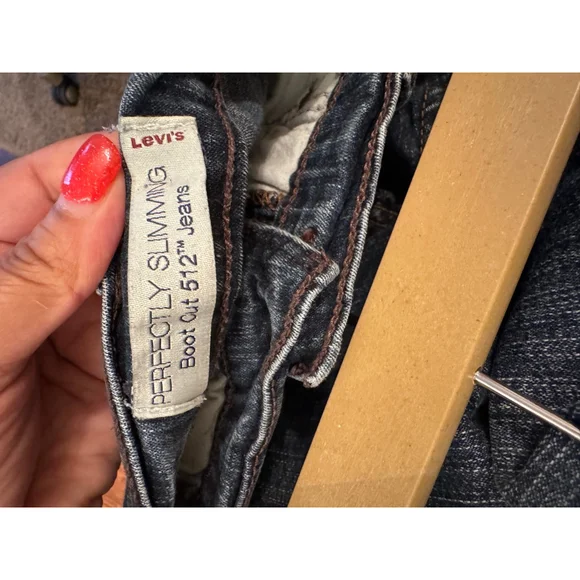 Levi's
PERFECTLY SLIMMING
Boot Cut 512™ Jeans